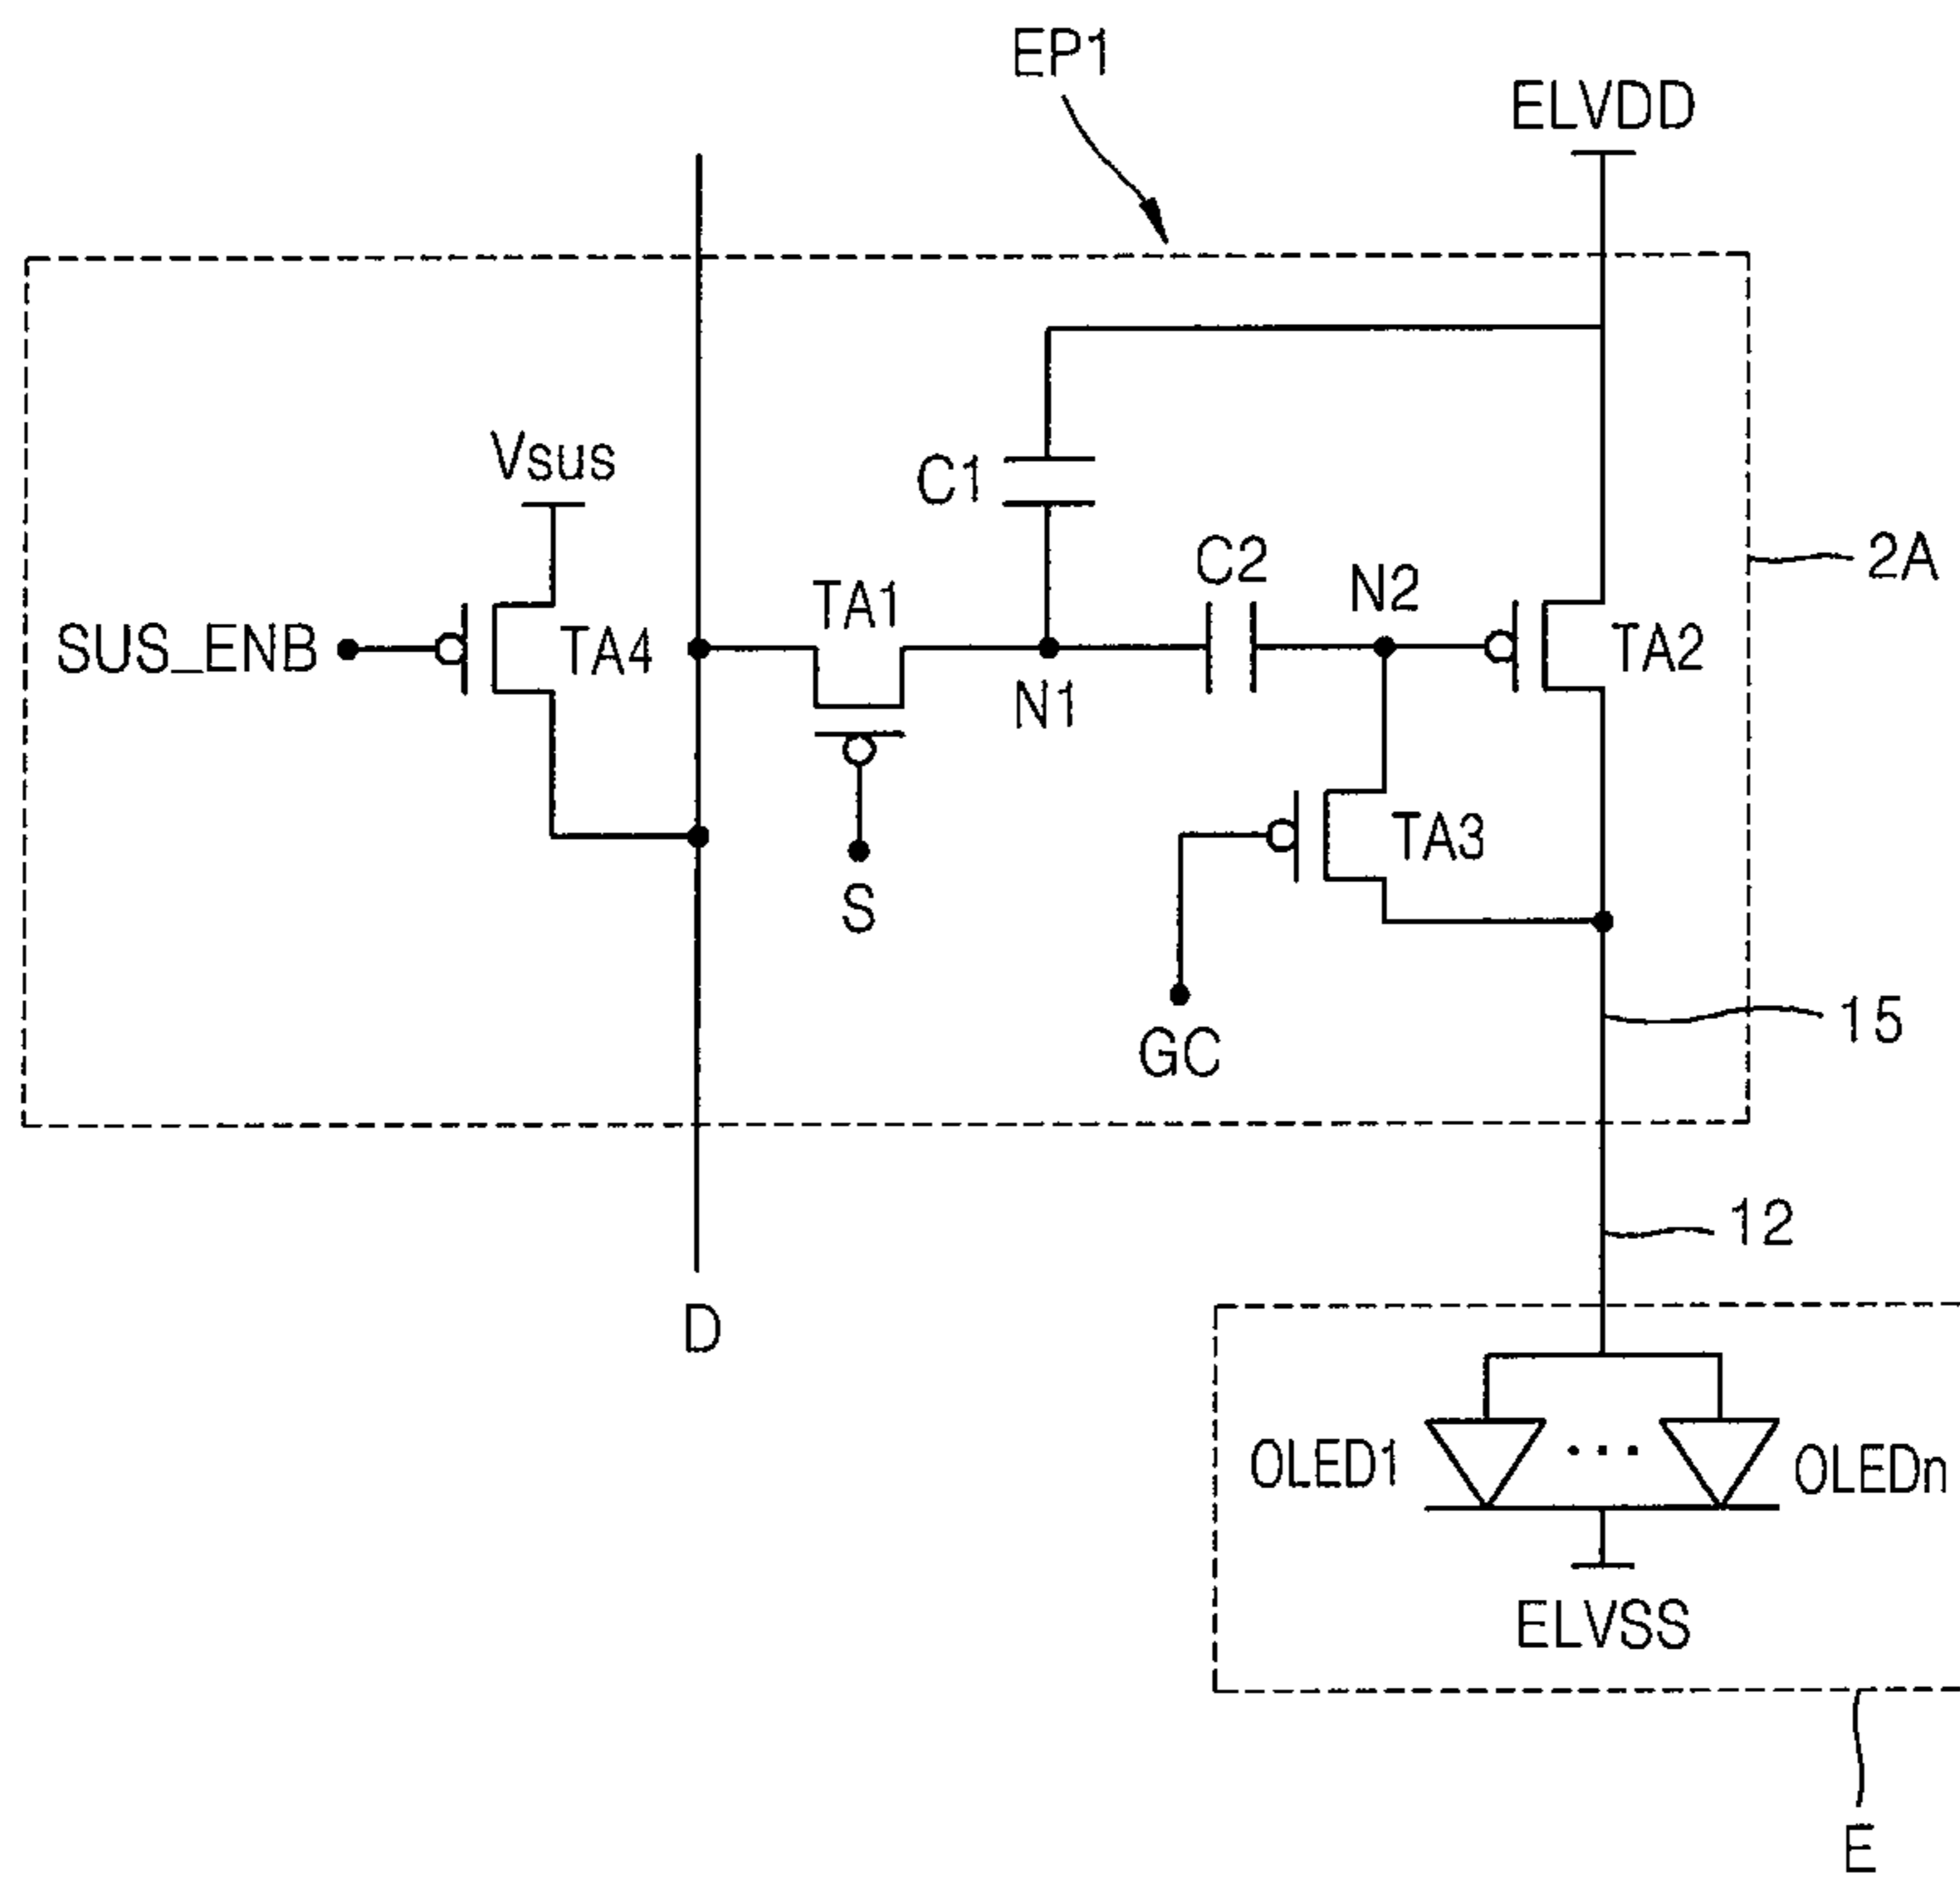 EP1
ELVDD
Vsus
C1
C2
N2
2A
TA1
SUS_ENB
TA4
TA2
N1
TA3
S
15
GC
12
D
OLED1
OLEDn
ELVSS
E